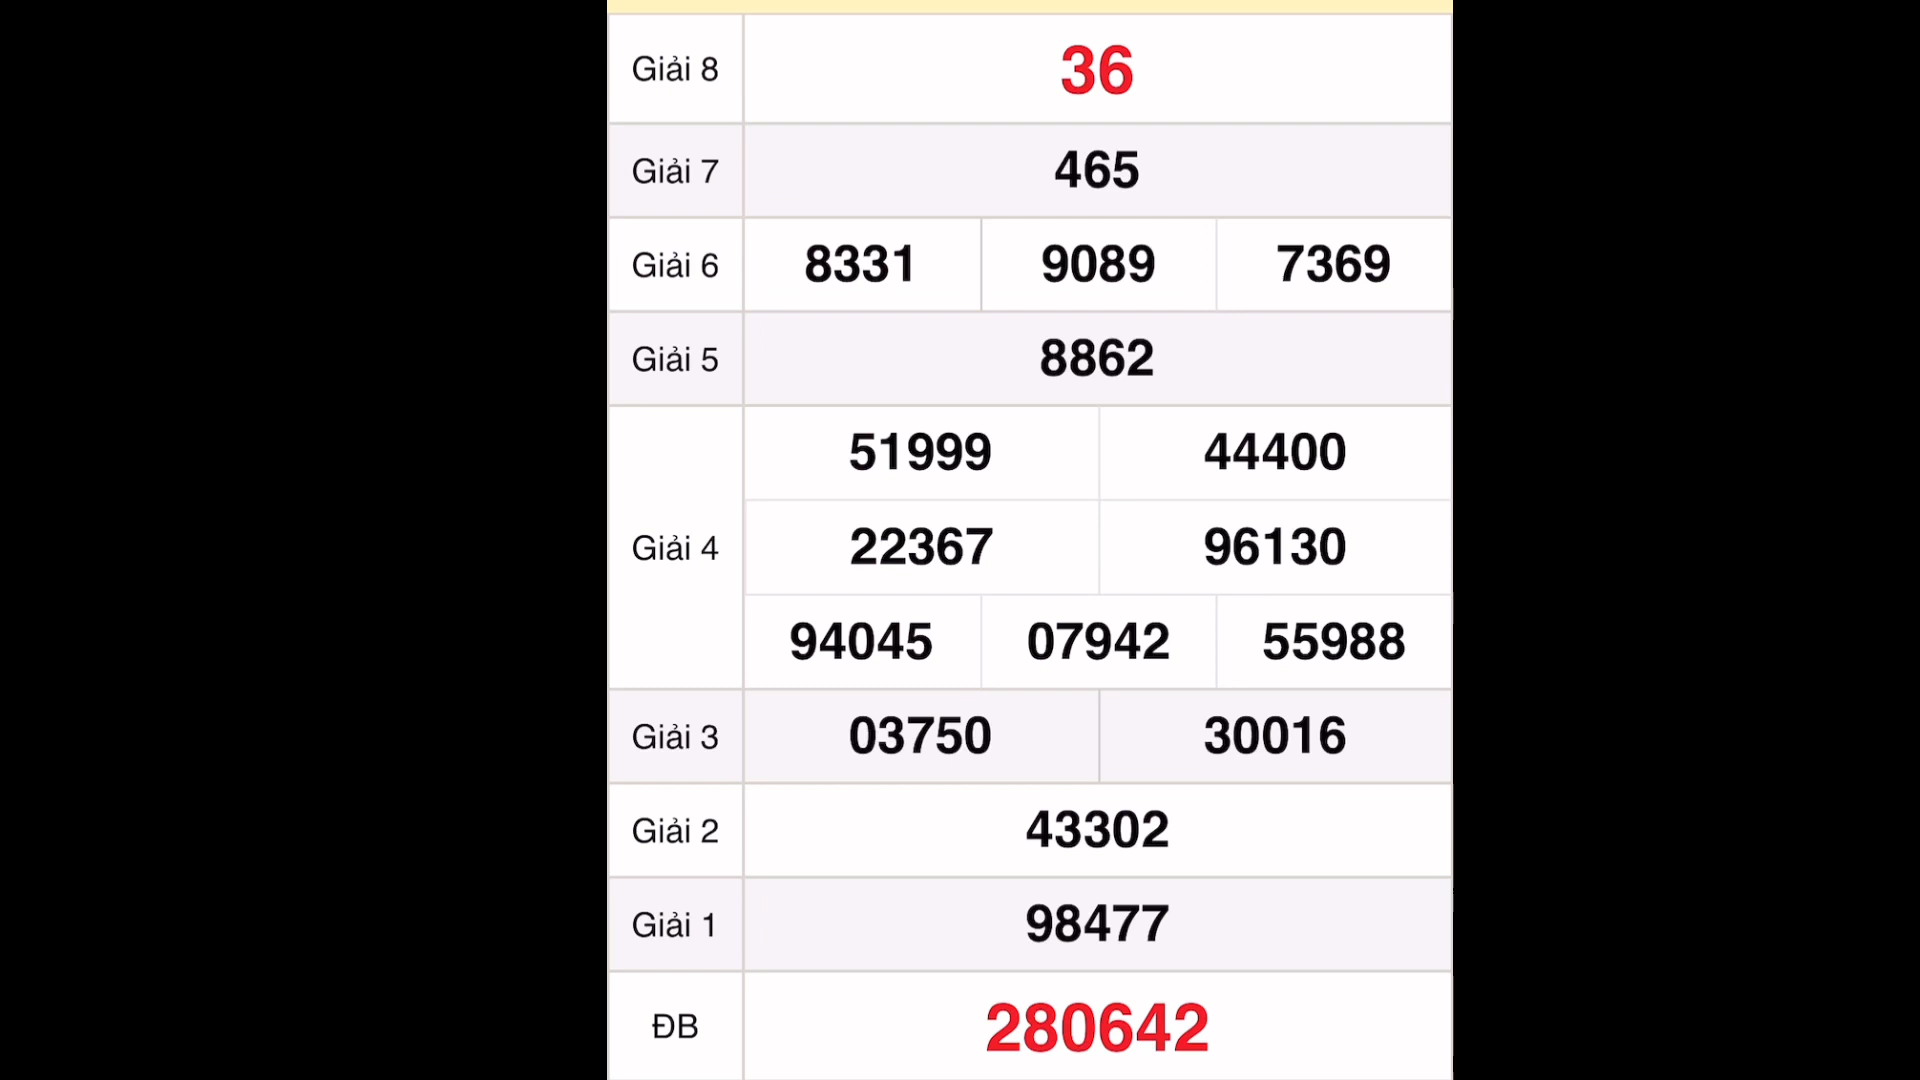 Giải 8 36
Giải 7 465
Giải 6 8331 9089 7369
Giải 5 8862
51999 44400
Giải 4 22367 96130
94045 07942 55988
Giải 3 03750 30016
Giải 2 43302
Giải 1 98477
ĐB 280642